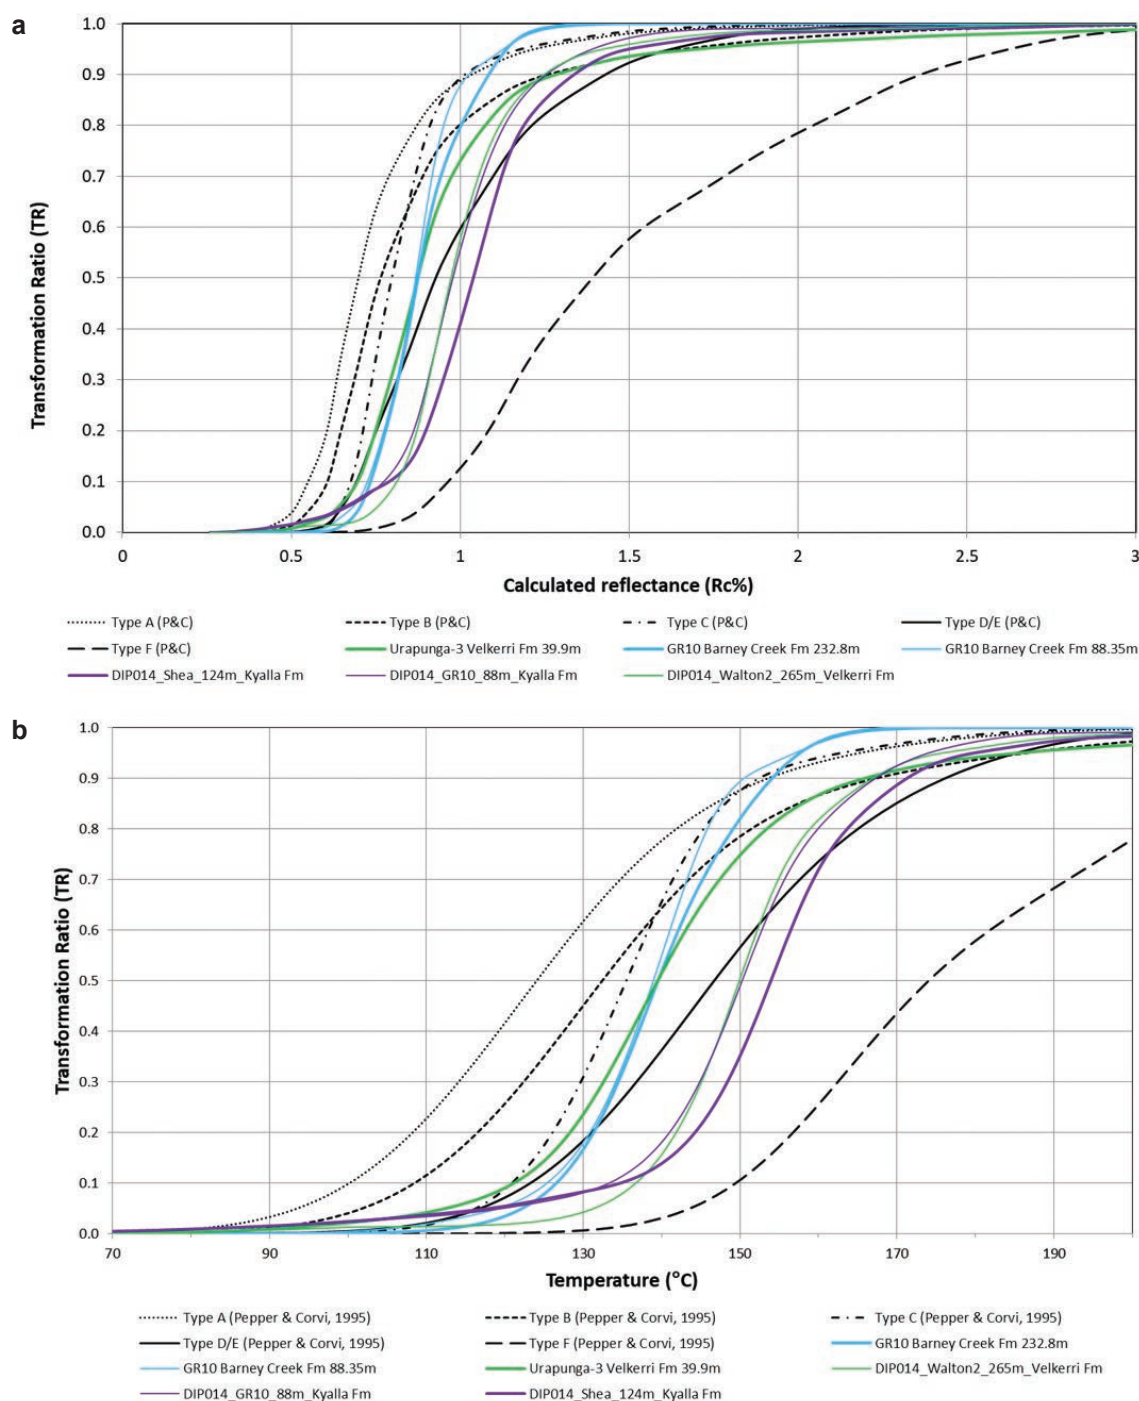 a
Transformation Ratio (TR)
1.0
0.9
0.8
0.7
0.6
0.5
0.4
0.3
0.2
0.1
0.0
0 0.5 1 1.5 2 2.5 3
Calculated reflectance (Rc%)
Type A (P&C) Type B (P&C) Type C (P&C) Type D/E (P&C)
Type F (P&C) Urapunga-3 Velkerri Fm 39.9m GR10 Barney Creek Fm 232.8m GR10 Barney Creek Fm 88.35m
DIP014_Shea_124m_Kyalla Fm DIP014_GR10_88m_Kyalla Fm DIP014_Walton2_265m_Velkerri Fm
b
Transformation Ratio (TR)
1.0
0.9
0.8
0.7
0.6
0.5
0.4
0.3
0.2
0.1
0.0
70 90 110 130 150 170 190
Temperature (°C)
Type A (Pepper & Corvi, 1995) Type B (Pepper & Corvi, 1995) Type C (Pepper & Corvi, 1995)
Type D/E (Pepper & Corvi, 1995) Type F (Pepper & Corvi, 1995) GR10 Barney Creek Fm 232.8m
GR10 Barney Creek Fm 88.35m Urapunga-3 Velkerri Fm 39.9m DIP014_Walton2_265m_Velkerri Fm
DIP014_GR10_88m_Kyalla Fm DIP014_Shea_124m_Kyalla Fm